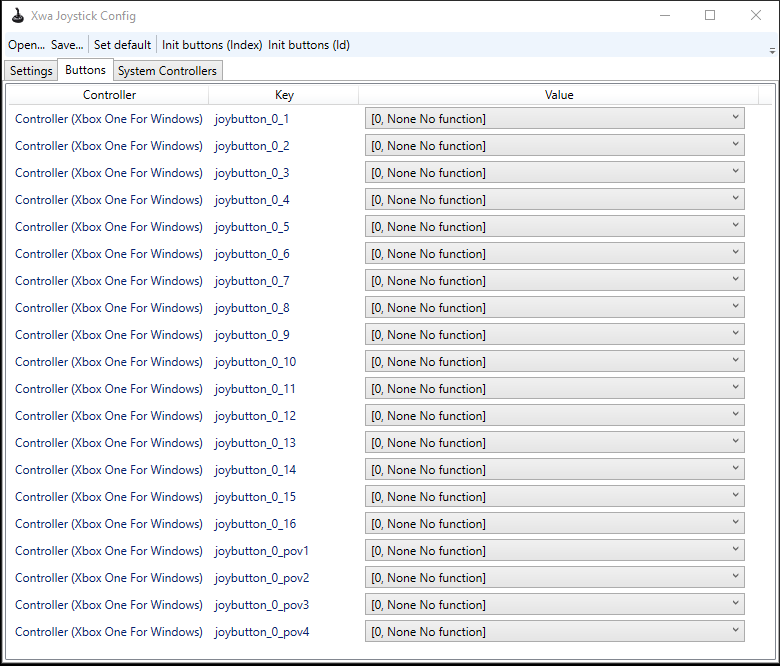 Xwa Joystick Config
Open... Save... Set default Init buttons (Index) Init buttons (Id)
Settings Buttons System Controllers
Controller Key Value
Controller (Xbox One For Windows) joybutton_0_1 [0, None No function]
Controller (Xbox One For Windows) joybutton_0_2 [0, None No function]
Controller (Xbox One For Windows) joybutton_0_3 [0, None No function]
Controller (Xbox One For Windows) joybutton_0_4 [0, None No function]
Controller (Xbox One For Windows) joybutton_0_5 [0, None No function]
Controller (Xbox One For Windows) joybutton_0_6 [0, None No function]
Controller (Xbox One For Windows) joybutton_0_7 [0, None No function]
Controller (Xbox One For Windows) joybutton_0_8 [0, None No function]
Controller (Xbox One For Windows) joybutton_0_9 [0, None No function]
Controller (Xbox One For Windows) joybutton_0_10 [0, None No function]
Controller (Xbox One For Windows) joybutton_0_11 [0, None No function]
Controller (Xbox One For Windows) joybutton_0_12 [0, None No function]
Controller (Xbox One For Windows) joybutton_0_13 [0, None No function]
Controller (Xbox One For Windows) joybutton_0_14 [0, None No function]
Controller (Xbox One For Windows) joybutton_0_15 [0, None No function]
Controller (Xbox One For Windows) joybutton_0_16 [0, None No function]
Controller (Xbox One For Windows) joybutton_0_pov1 [0, None No function]
Controller (Xbox One For Windows) joybutton_0_pov2 [0, None No function]
Controller (Xbox One For Windows) joybutton_0_pov3 [0, None No function]
Controller (Xbox One For Windows) joybutton_0_pov4 [0, None No function]